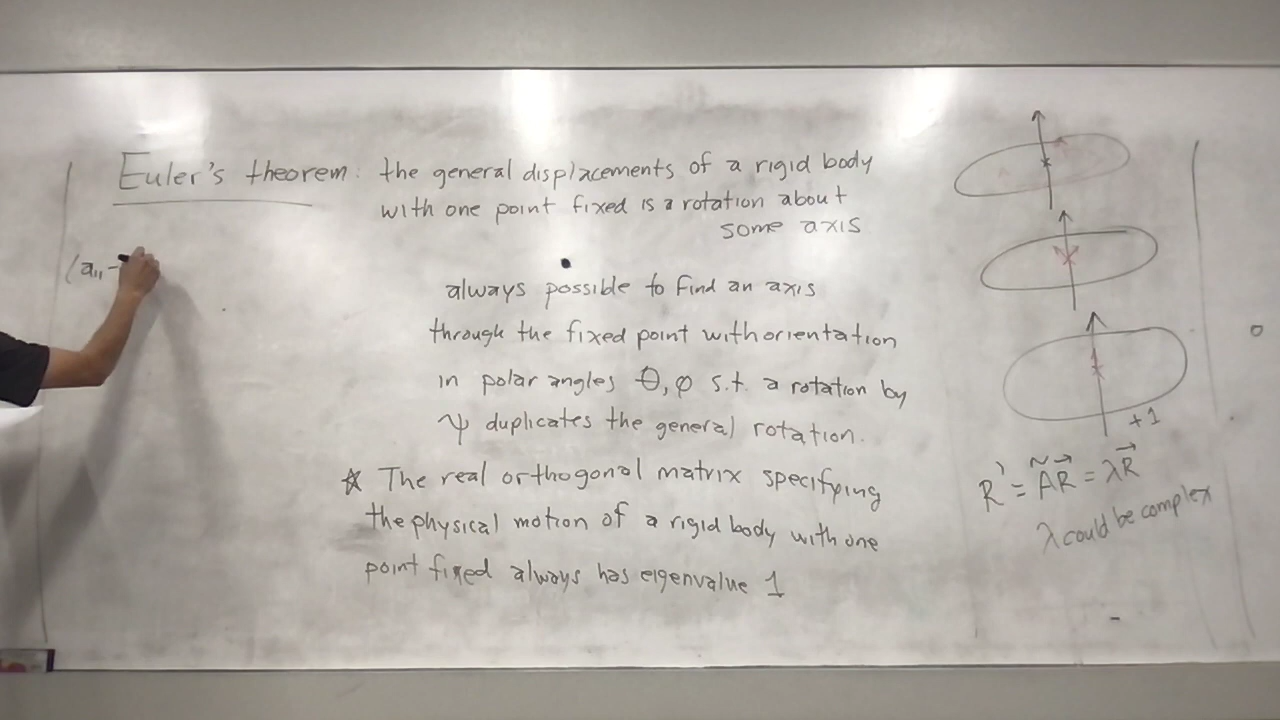 Euler's theorem: the general displacements of a rigid body
with one point fixed is a rotation about
some axis
(a₁₁ -
always possible to find an axis
through the fixed point with orientation
in polar angles θ, φ s.t. a rotation by
ψ duplicates the general rotation.
☆ The real orthogonal matrix specifying
the physical motion of a rigid body with one
point fixed always has eigenvalue 1
+1
R' = ÃR⃗ = λR⃗
λ could be complex